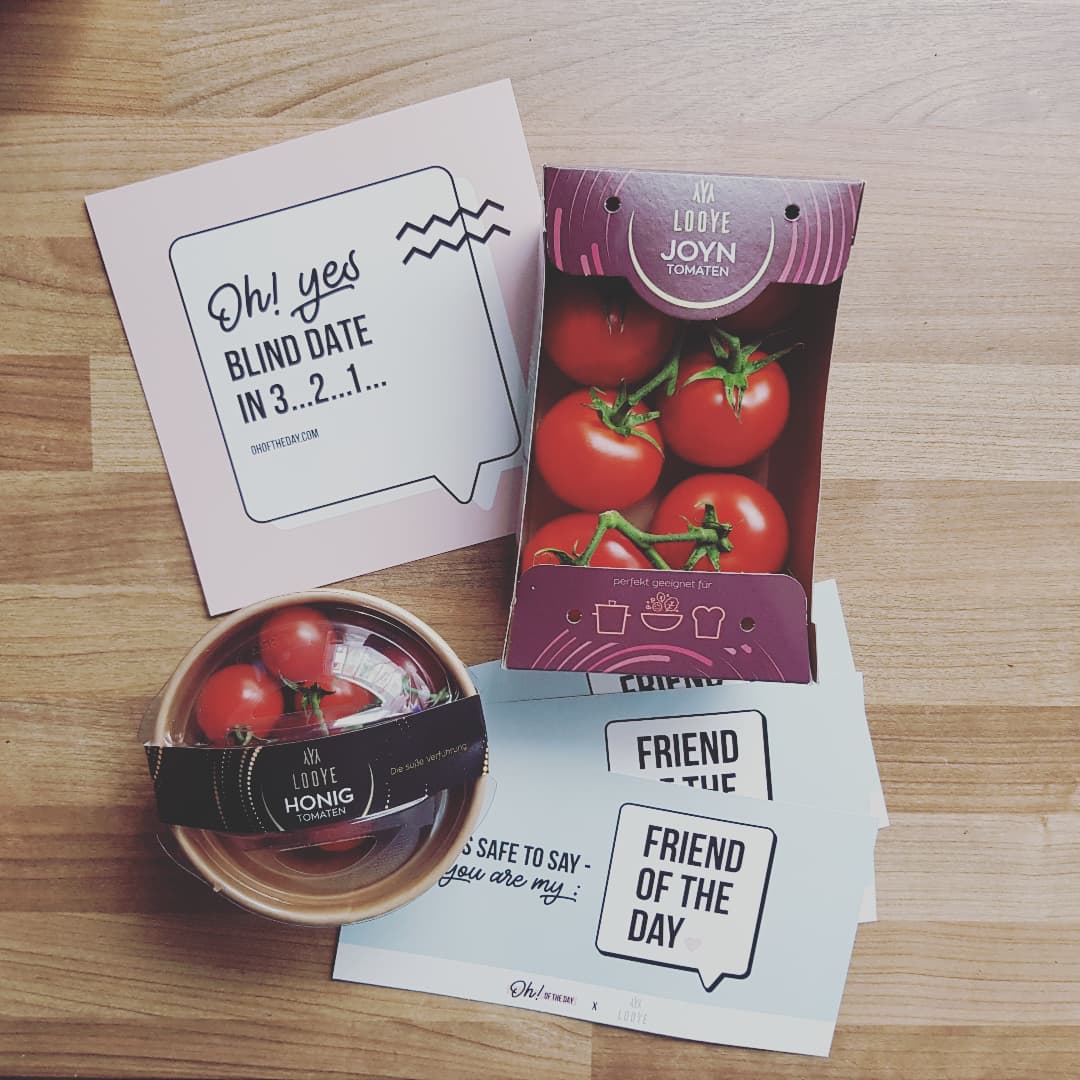 Oh! yes
BLIND DATE
IN 3...2...1...
OHOFTHEDAY.COM
LOOYE
JOYN
TOMATEN
perfekt geeignet für
LOOYE
HONIG
TOMATEN
Die süße Verführung
FRIEND
FRIEND
OF THE
S SAFE TO SAY -
you are my :
FRIEND
OF THE
DAY
Oh! OF THE DAY x LOOYE